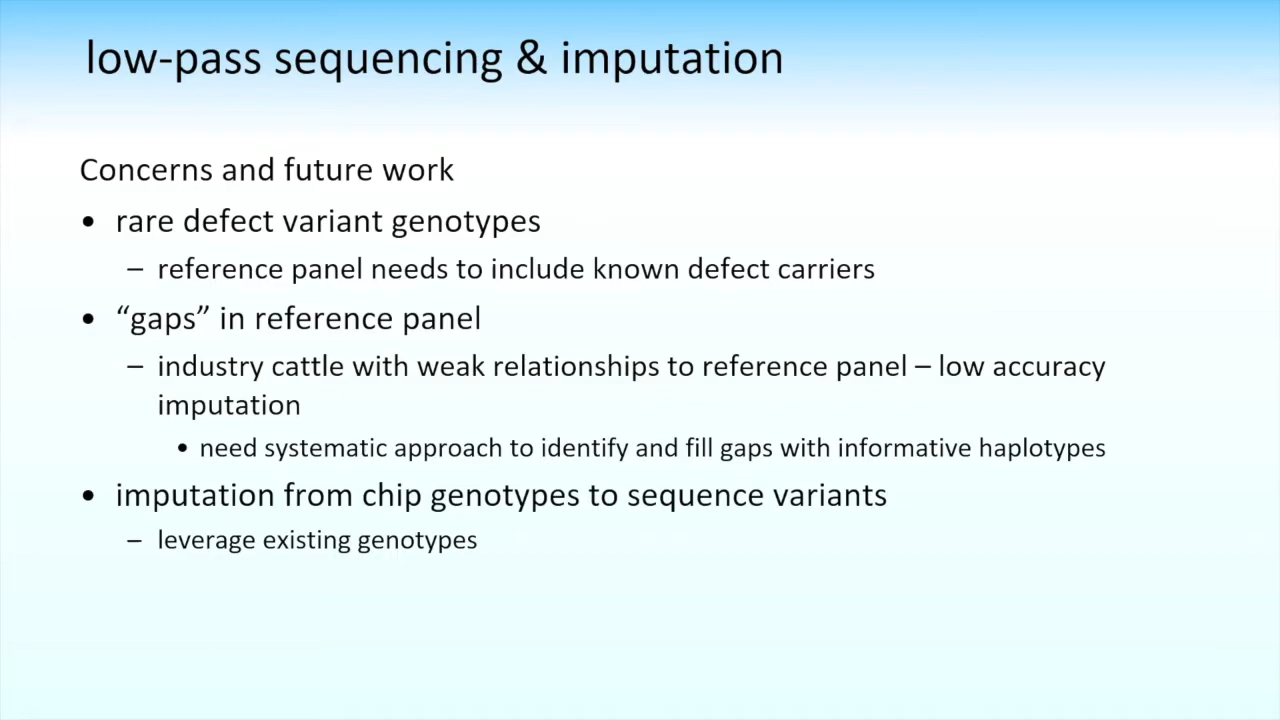 low-pass sequencing & imputation
Concerns and future work
• rare defect variant genotypes
– reference panel needs to include known defect carriers
• “gaps” in reference panel
– industry cattle with weak relationships to reference panel – low accuracy
imputation
• need systematic approach to identify and fill gaps with informative haplotypes
• imputation from chip genotypes to sequence variants
– leverage existing genotypes